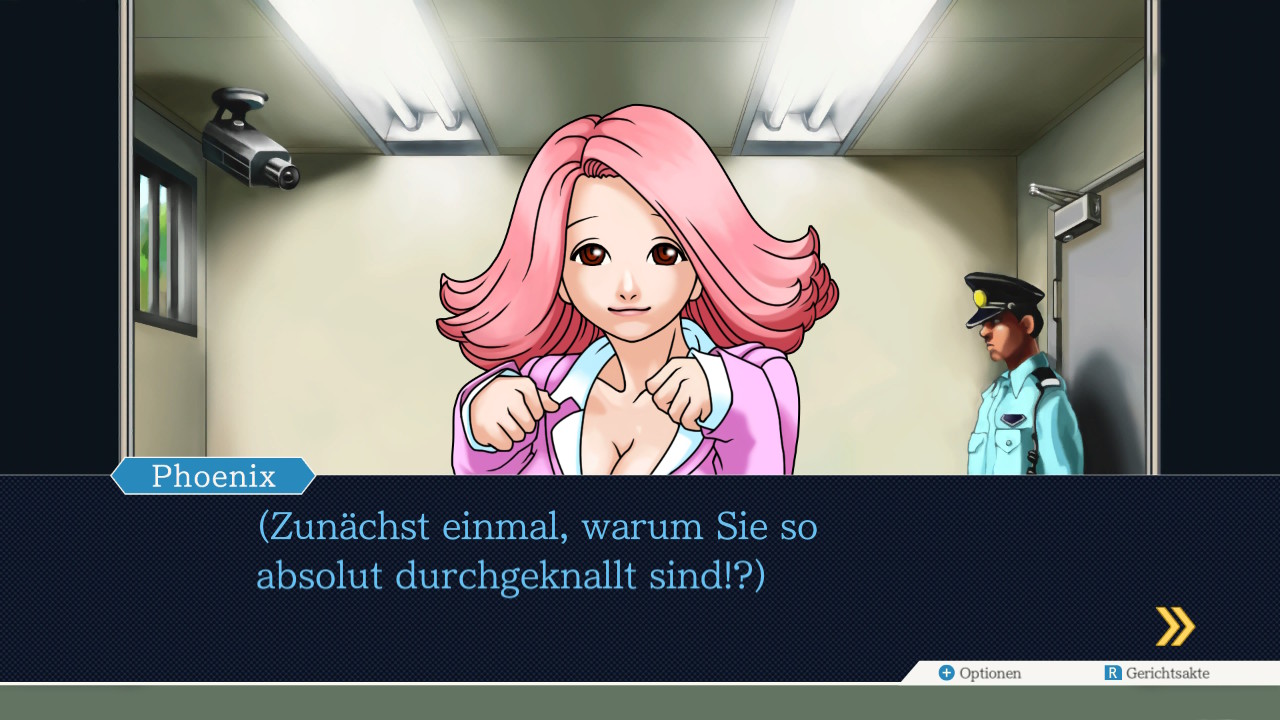 Phoenix
(Zunächst einmal, warum Sie so
absolut durchgeknallt sind!?)
+ Optionen
R Gerichtsakte